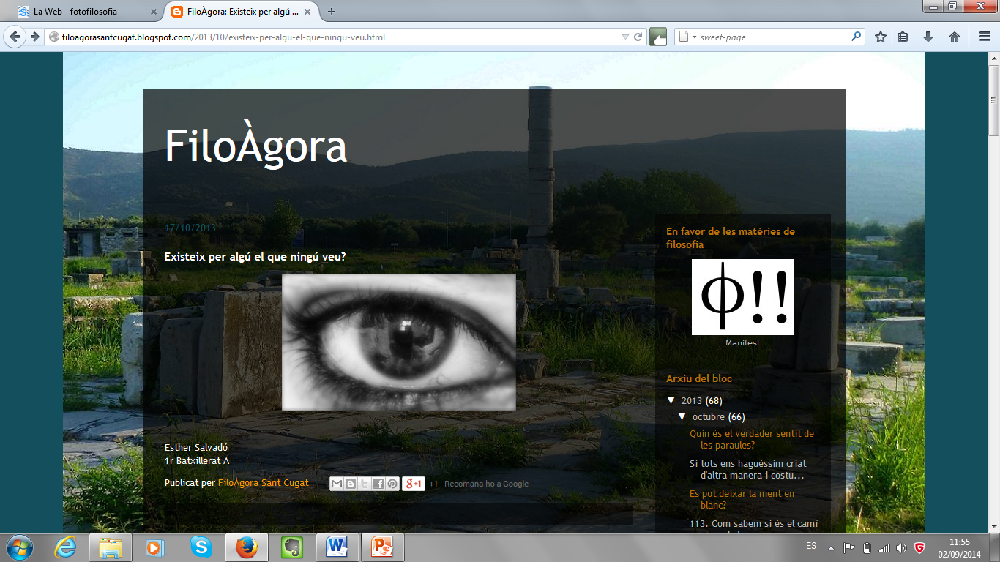 La Web - fotofilosofia
FiloÀgora: Existeix per algú ...
filoagorasantcugat.blogspot.com/2013/10/existeix-per-algu-el-que-ningu-veu.html
sweet-page
FiloÀgora
17/10/2013
Existeix per algú el que ningú veu?
Esther Salvadó
1r Batxillerat A
Publicat per FiloÀgora Sant Cugat
g+1 +1 Recomana-ho a Google
En favor de les matèries de
filosofia
φ!!
Manifest
Arxiu del bloc
▼ 2013 (68)
▼ octubre (66)
Quin és el verdader sentit de
les paraules?
Si tots ens haguéssim criat
d'altra manera i costu...
Es pot deixar la ment en
blanc?
113. Com sabem si és el camí
ES
11:55
02/09/2014